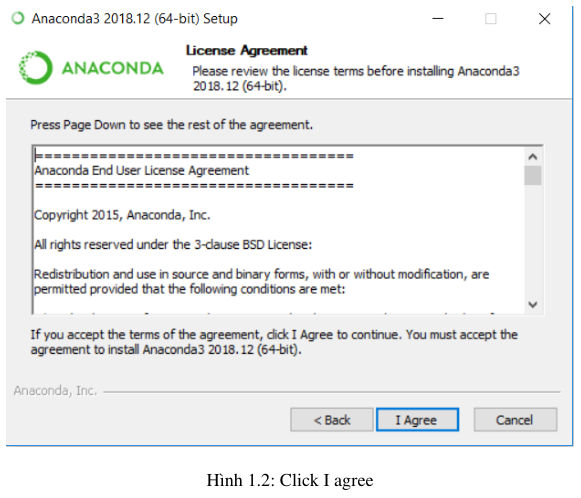 Anaconda3 2018.12 (64-bit) Setup
License Agreement
ANACONDA
Please review the license terms before installing Anaconda3
2018.12 (64-bit).
Press Page Down to see the rest of the agreement.
===================================
Anaconda End User License Agreement
===================================
Copyright 2015, Anaconda, Inc.
All rights reserved under the 3-clause BSD License:
Redistribution and use in source and binary forms, with or without modification, are
permitted provided that the following conditions are met:
If you accept the terms of the agreement, click I Agree to continue. You must accept the
agreement to install Anaconda3 2018.12 (64-bit).
Anaconda, Inc.
< Back
I Agree
Cancel
Hình 1.2: Click I agree